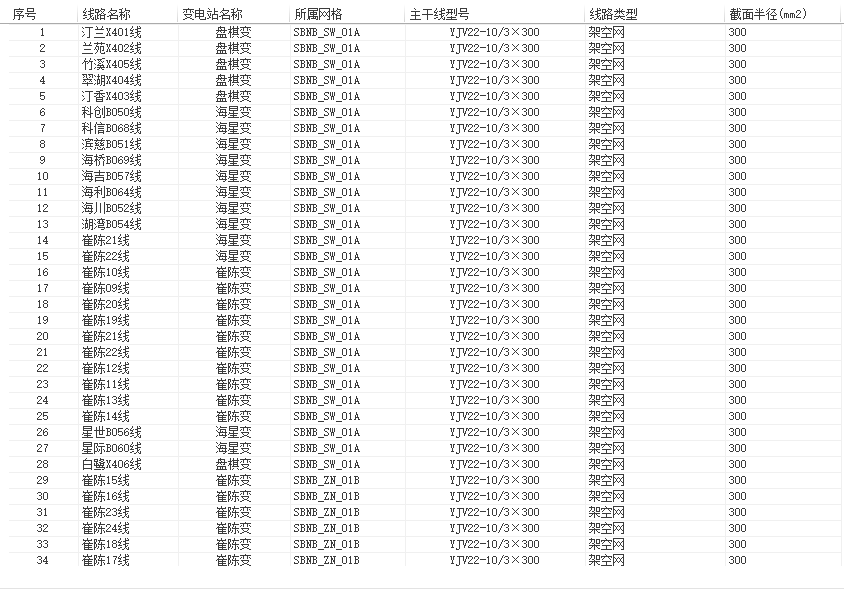 序号 线路名称 变电站名称 所属网格 主干线型号 线路类型 截面半径(mm2)
1 汀兰X401线 盘棋变 SBNB_SW_01A YJV22-10/3×300 架空网 300
2 兰苑X402线 盘棋变 SBNB_SW_01A YJV22-10/3×300 架空网 300
3 竹溪X405线 盘棋变 SBNB_SW_01A YJV22-10/3×300 架空网 300
4 翠湖X404线 盘棋变 SBNB_SW_01A YJV22-10/3×300 架空网 300
5 汀香X403线 盘棋变 SBNB_SW_01A YJV22-10/3×300 架空网 300
6 科创B050线 海星变 SBNB_SW_01A YJV22-10/3×300 架空网 300
7 科信B068线 海星变 SBNB_SW_01A YJV22-10/3×300 架空网 300
8 滨慈B051线 海星变 SBNB_SW_01A YJV22-10/3×300 架空网 300
9 海桥B069线 海星变 SBNB_SW_01A YJV22-10/3×300 架空网 300
10 海吉B057线 海星变 SBNB_SW_01A YJV22-10/3×300 架空网 300
11 海利B064线 海星变 SBNB_SW_01A YJV22-10/3×300 架空网 300
12 海川B052线 海星变 SBNB_SW_01A YJV22-10/3×300 架空网 300
13 湖湾B054线 海星变 SBNB_SW_01A YJV22-10/3×300 架空网 300
14 崔陈21线 海星变 SBNB_SW_01A YJV22-10/3×300 架空网 300
15 崔陈22线 海星变 SBNB_SW_01A YJV22-10/3×300 架空网 300
16 崔陈10线 崔陈变 SBNB_SW_01A YJV22-10/3×300 架空网 300
17 崔陈09线 崔陈变 SBNB_SW_01A YJV22-10/3×300 架空网 300
18 崔陈20线 崔陈变 SBNB_SW_01A YJV22-10/3×300 架空网 300
19 崔陈19线 崔陈变 SBNB_SW_01A YJV22-10/3×300 架空网 300
20 崔陈21线 崔陈变 SBNB_SW_01A YJV22-10/3×300 架空网 300
21 崔陈22线 崔陈变 SBNB_SW_01A YJV22-10/3×300 架空网 300
22 崔陈12线 崔陈变 SBNB_SW_01A YJV22-10/3×300 架空网 300
23 崔陈11线 崔陈变 SBNB_SW_01A YJV22-10/3×300 架空网 300
24 崔陈13线 崔陈变 SBNB_SW_01A YJV22-10/3×300 架空网 300
25 崔陈14线 崔陈变 SBNB_SW_01A YJV22-10/3×300 架空网 300
26 星世B056线 海星变 SBNB_SW_01A YJV22-10/3×300 架空网 300
27 星际B060线 海星变 SBNB_SW_01A YJV22-10/3×300 架空网 300
28 白鹭X406线 盘棋变 SBNB_SW_01A YJV22-10/3×300 架空网 300
29 崔陈15线 崔陈变 SBNB_ZN_01B YJV22-10/3×300 架空网 300
30 崔陈16线 崔陈变 SBNB_ZN_01B YJV22-10/3×300 架空网 300
31 崔陈23线 崔陈变 SBNB_ZN_01B YJV22-10/3×300 架空网 300
32 崔陈24线 崔陈变 SBNB_ZN_01B YJV22-10/3×300 架空网 300
33 崔陈18线 崔陈变 SBNB_ZN_01B YJV22-10/3×300 架空网 300
34 崔陈17线 崔陈变 SBNB_ZN_01B YJV22-10/3×300 架空网 300